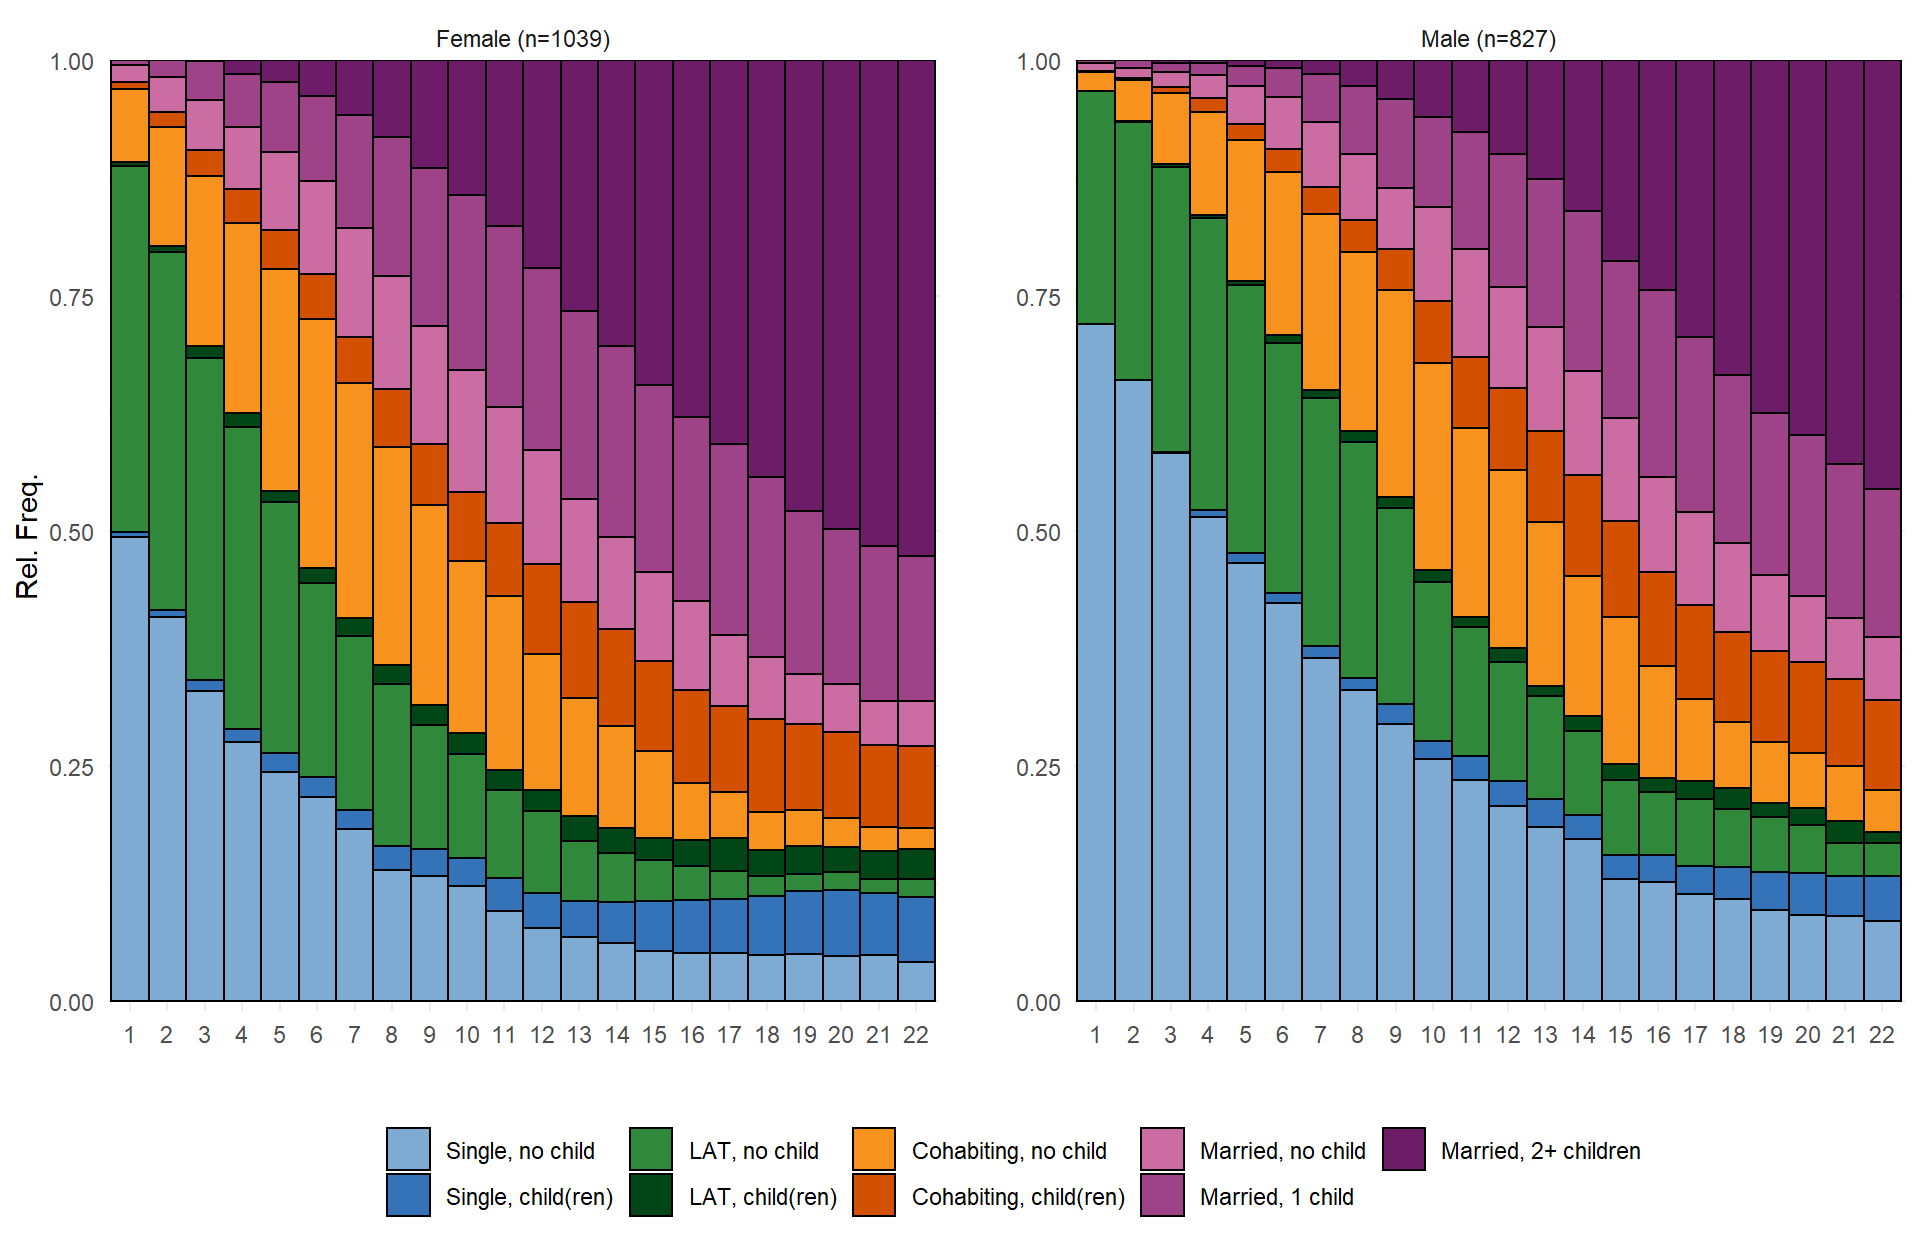 Female (n=1039)
Male (n=827)
Rel. Freq.
1.00
0.75
0.50
0.25
0.00
1.00
0.75
0.50
0.25
0.00
1 2 3 4 5 6 7 8 9 10 11 12 13 14 15 16 17 18 19 20 21 22
1 2 3 4 5 6 7 8 9 10 11 12 13 14 15 16 17 18 19 20 21 22
Single, no child
LAT, no child
Cohabiting, no child
Married, no child
Married, 2+ children
Single, child(ren)
LAT, child(ren)
Cohabiting, child(ren)
Married, 1 child